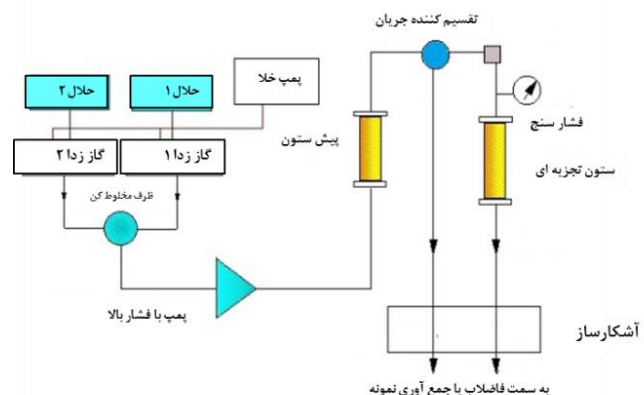 تقسیم کننده جریان
پمپ خلا
حلال ۱
حلال ۲
فشار سنج
پیش ستون
گاز زدا ۱
گاز زدا ۲
ستون تجزیه ای
ظرف مخلوط کن
پمپ با فشار بالا
آشکارساز
به سمت فاضلاب یا جمع آوری نمونه